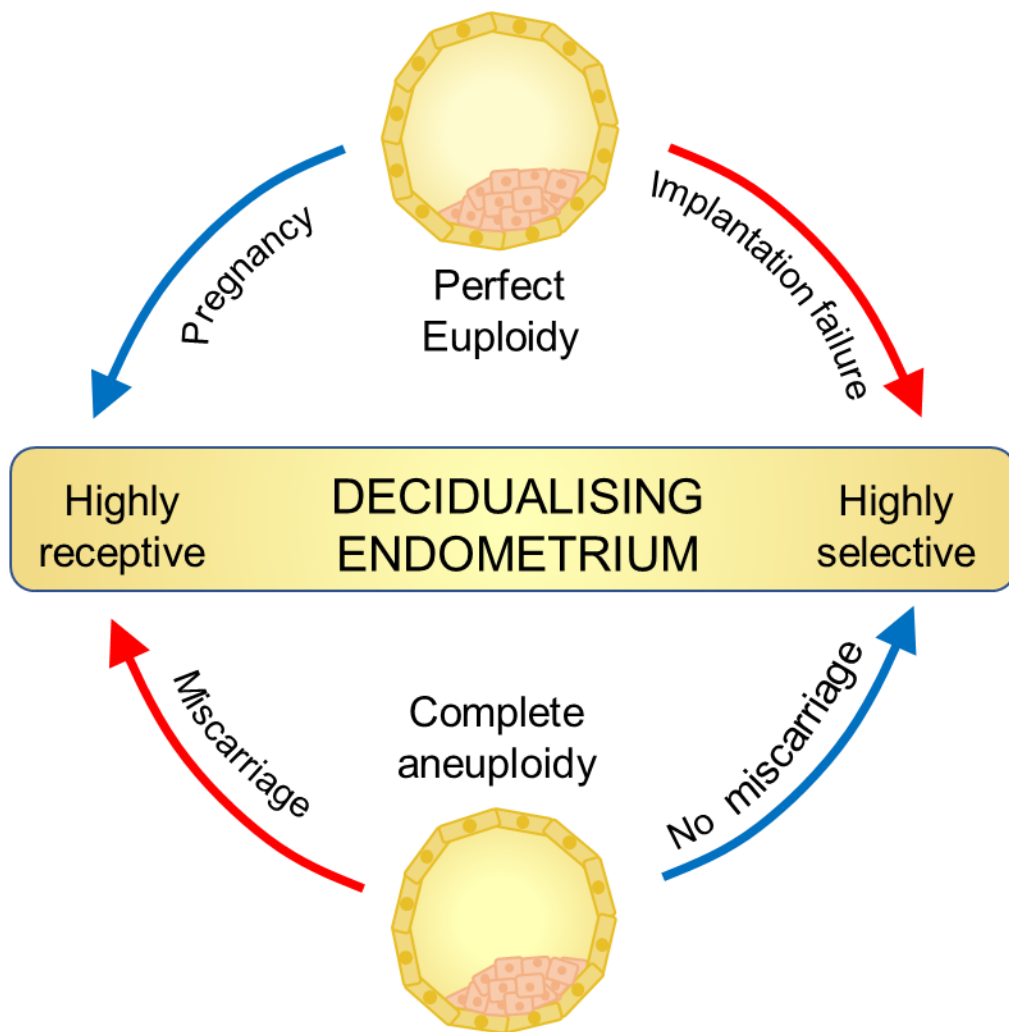 Pregnancy
Implantation failure
Perfect
Euploidy
Highly
receptive
DECIDUALISING
ENDOMETRIUM
Highly
selective
Miscarriage
Complete
aneuploidy
No miscarriage